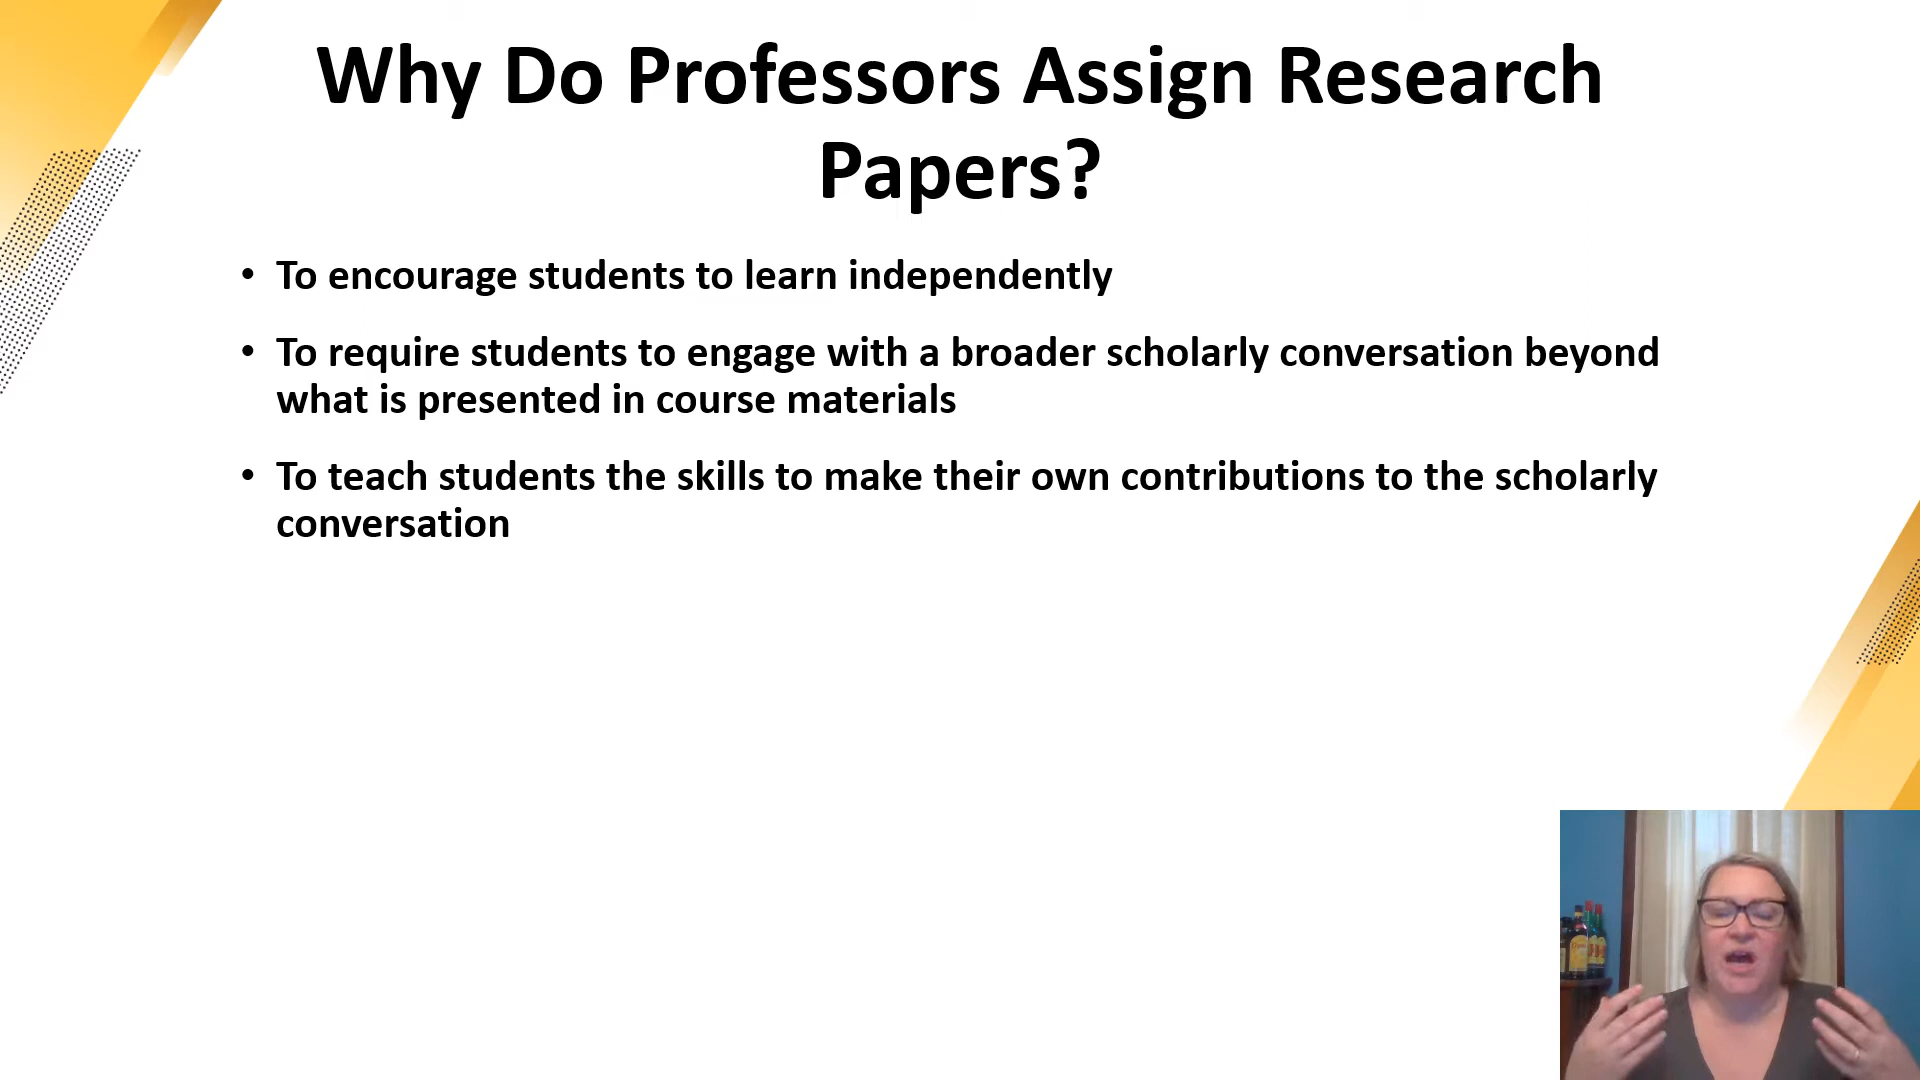 Why Do Professors Assign Research
Papers?
• To encourage students to learn independently
• To require students to engage with a broader scholarly conversation beyond
what is presented in course materials
• To teach students the skills to make their own contributions to the scholarly
conversation